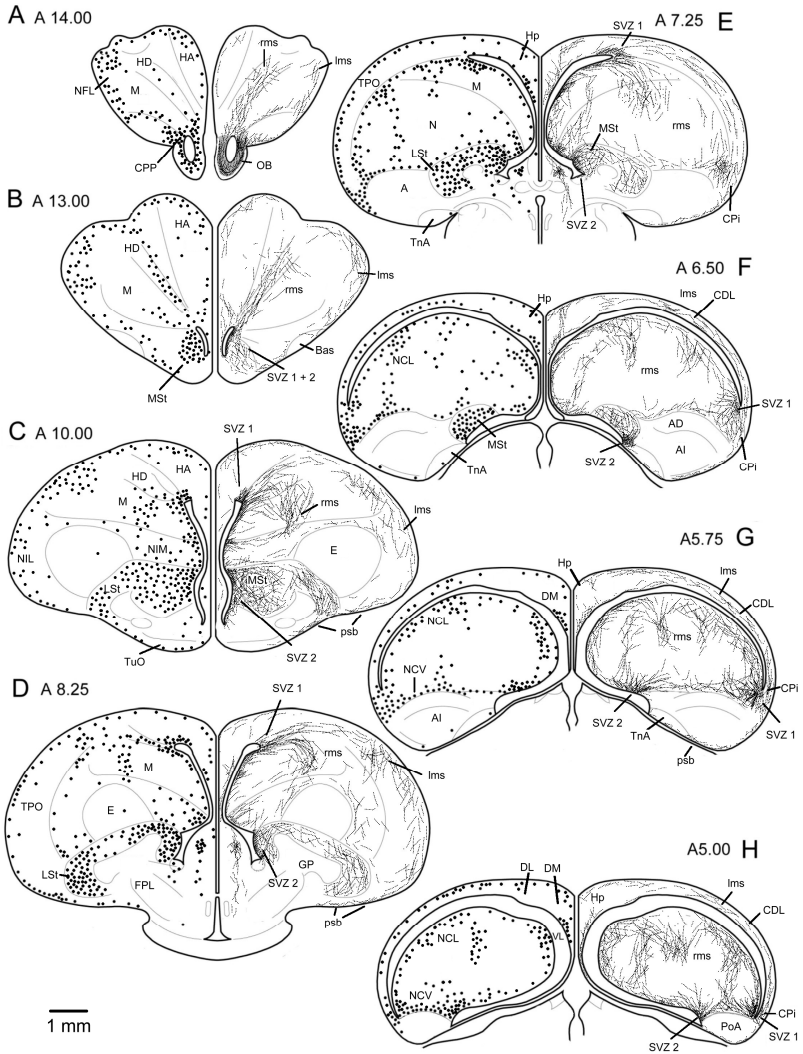 A A 14.00
HD
HA
NFL
M
CPP
rms
lms
OB
B A 13.00
HA
HD
M
MSt
rms
lms
Bas
SVZ 1 + 2
C A 10.00
SVZ 1
HA
HD
M
NIL
NIM
LSt
TuO
rms
lms
E
MSt
psb
SVZ 2
D A 8.25
SVZ 1
M
TPO
E
LSt
FPL
rms
lms
GP
SVZ 2
psb
1 mm
A 7.25 E
Hp
SVZ 1
TPO
M
N
LSt
A
TnA
rms
MSt
SVZ 2
CPi
A 6.50 F
Hp
lms
CDL
NCL
rms
MSt
TnA
SVZ 1
AD
AI
SVZ 2
CPi
A5.75 G
Hp
DM
lms
CDL
NCL
rms
NCV
AI
CPi
SVZ 2
SVZ 1
TnA
psb
A5.00 H
DL
DM
Hp
lms
CDL
NCL
VL
rms
NCV
CPi
SVZ 2
PoA
SVZ 1